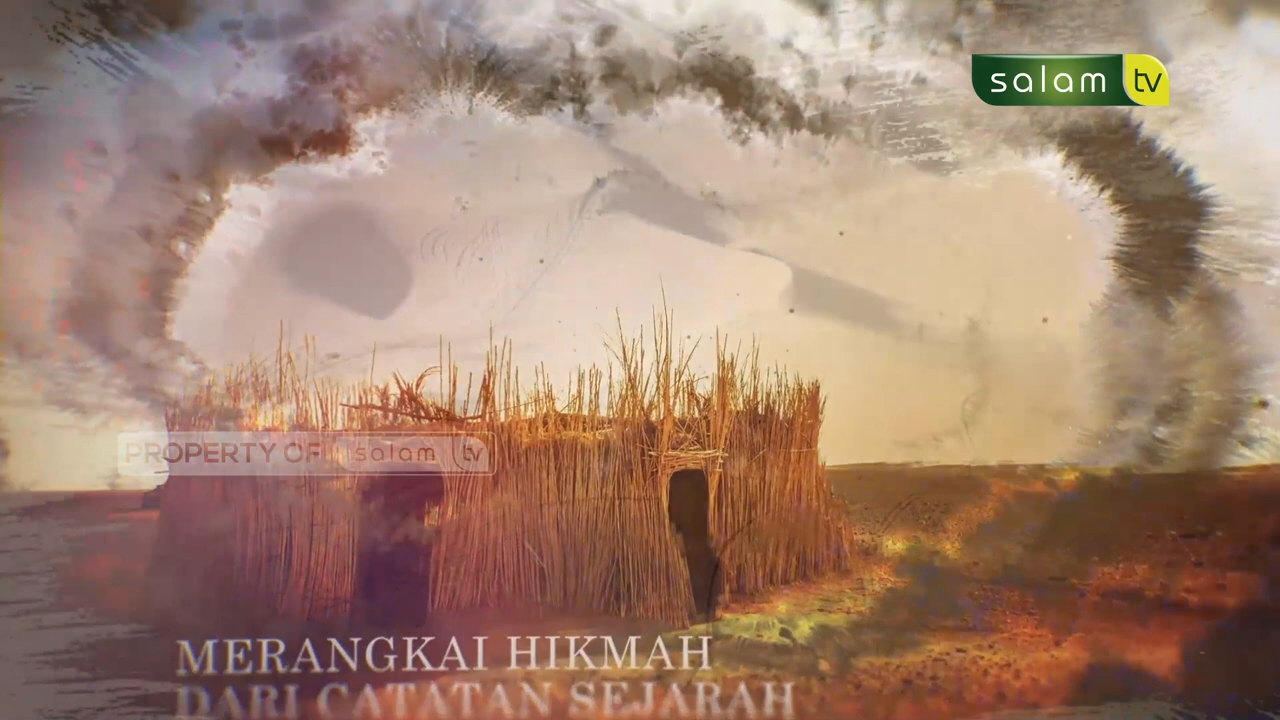 salam tv
PROPERTY OF salam tv
MERANGKAI HIKMAH
DARI CATATAN SEJARAH